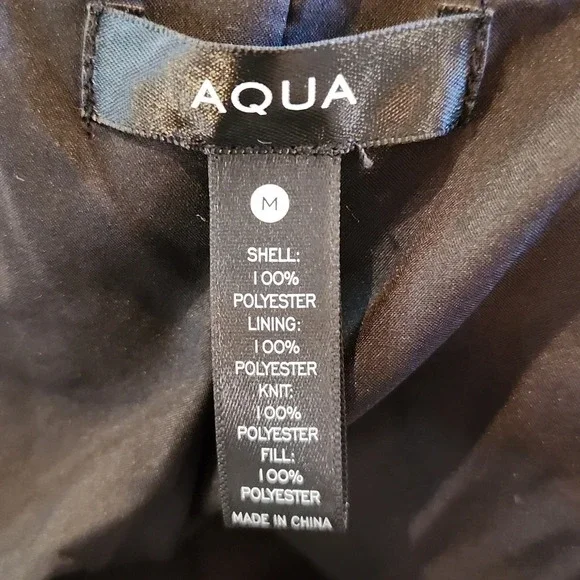 AQUA
M
SHELL:
100%
POLYESTER
LINING:
100%
POLYESTER
KNIT:
100%
POLYESTER
FILL:
100%
POLYESTER
MADE IN CHINA